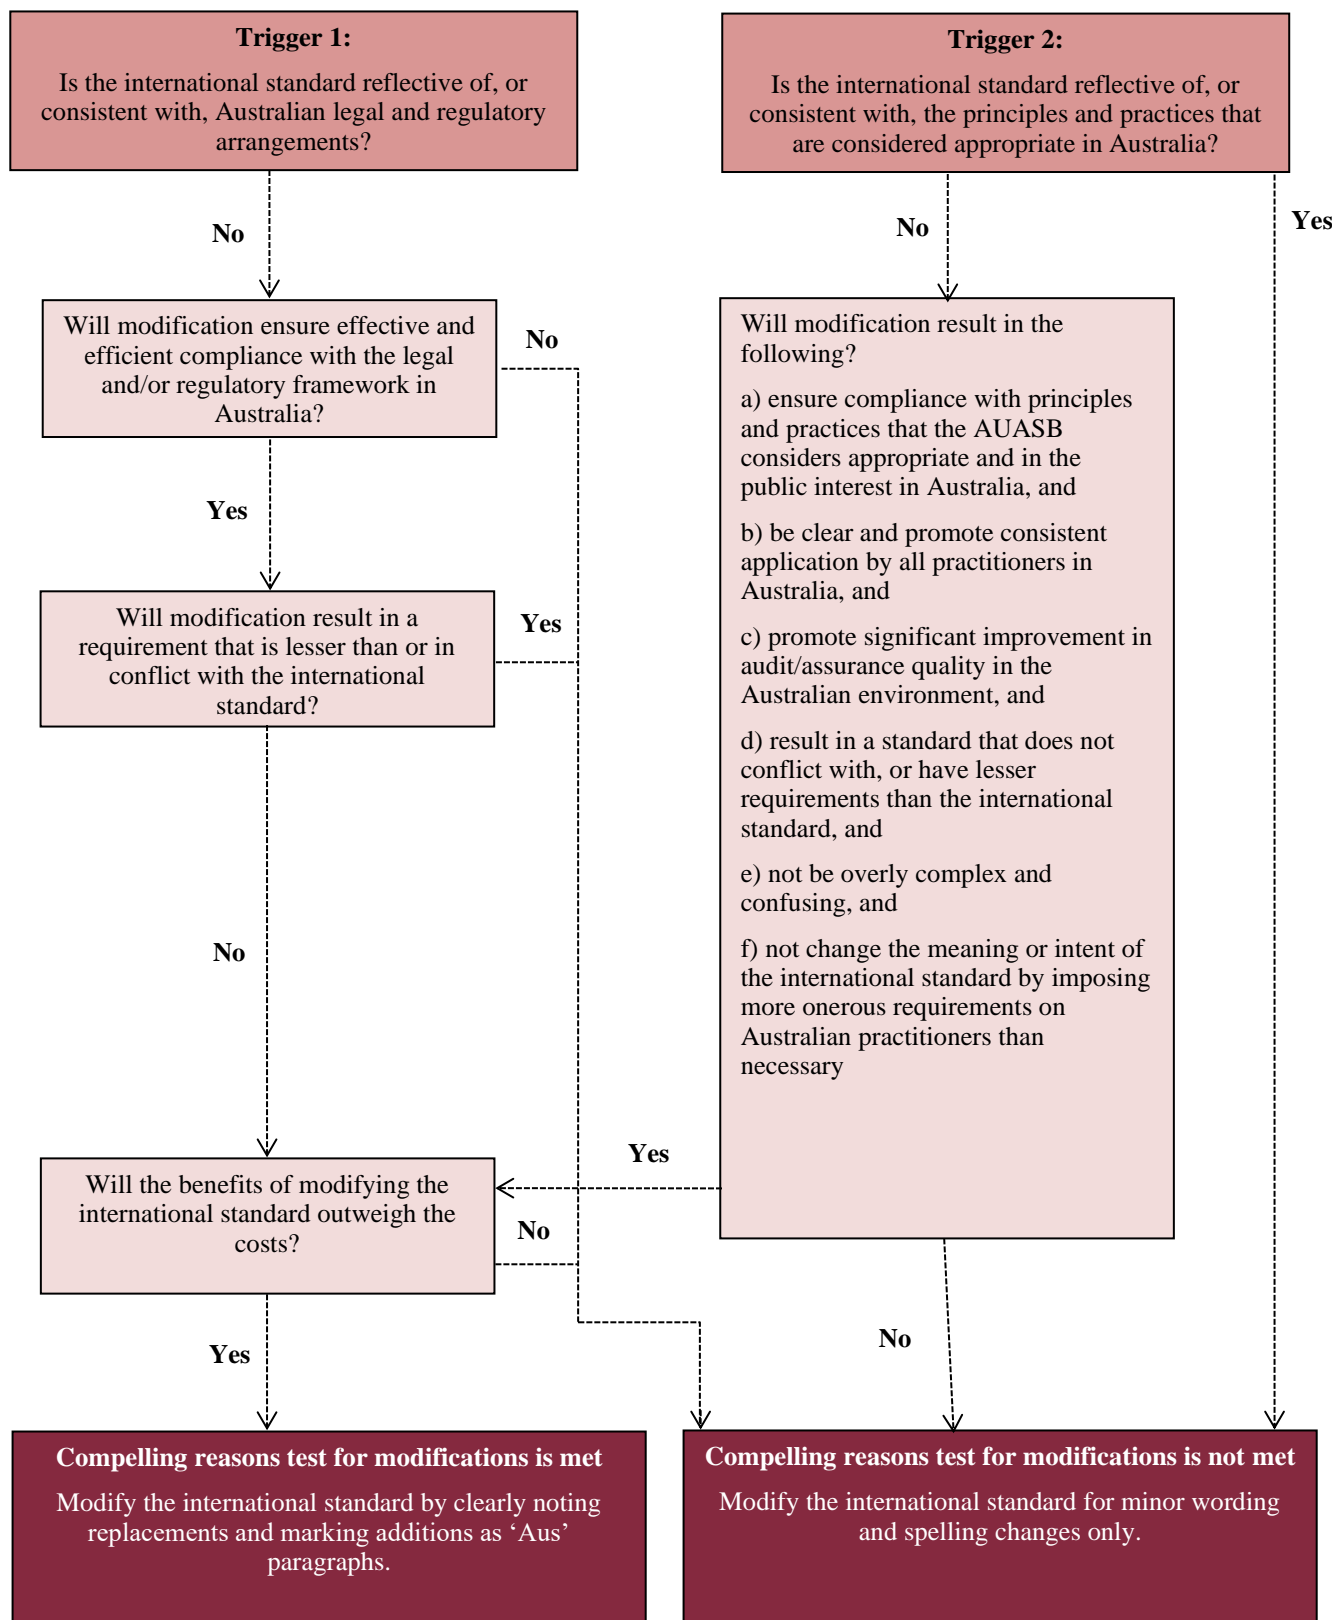 Trigger 1:
Is the international standard reflective of, or
consistent with, Australian legal and regulatory
arrangements?
Trigger 2:
Is the international standard reflective of, or
consistent with, the principles and practices that
are considered appropriate in Australia?
No
No
Yes
Will modification ensure effective and
efficient compliance with the legal
and/or regulatory framework in
Australia?
No
Yes
Will modification result in a
requirement that is lesser than or in
conflict with the international
standard?
Yes
No
Will modification result in the
following?
a) ensure compliance with principles
and practices that the AUASB
considers appropriate and in the
public interest in Australia, and
b) be clear and promote consistent
application by all practitioners in
Australia, and
c) promote significant improvement in
audit/assurance quality in the
Australian environment, and
d) result in a standard that does not
conflict with, or have lesser
requirements than the international
standard, and
e) not be overly complex and
confusing, and
f) not change the meaning or intent of
the international standard by imposing
more onerous requirements on
Australian practitioners than
necessary
Yes
Will the benefits of modifying the
international standard outweigh the
costs?
No
Yes
No
Compelling reasons test for modifications is met
Modify the international standard by clearly noting
replacements and marking additions as ‘Aus’
paragraphs.
Compelling reasons test for modifications is not met
Modify the international standard for minor wording
and spelling changes only.